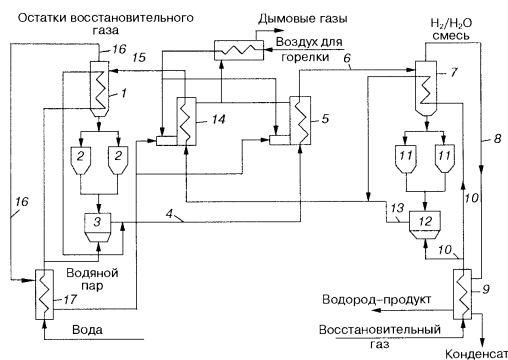 Остатки восстановительного
газа
Дымовые газы
Воздух для
горелки
H₂/H₂O
смесь
16
15
6
1
14
5
7
8
2
2
11
11
16
10
3
4
13
12
10
Водяной
пар
17
9
Вода
Водород-продукт
Восстановительный
газ
Конденсат